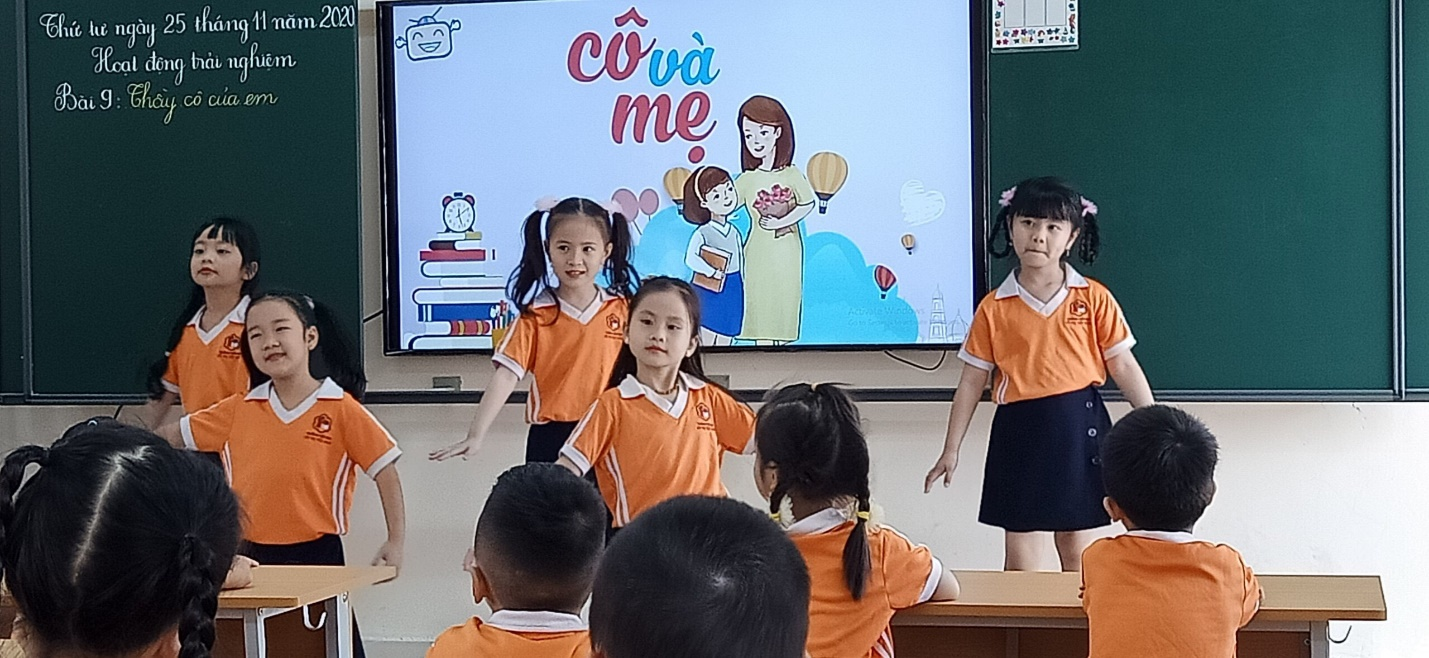 Thứ tư ngày 25 tháng 11 năm 2020
Hoạt động trải nghiệm
Bài 9: Thầy cô của em
cô và
mẹ